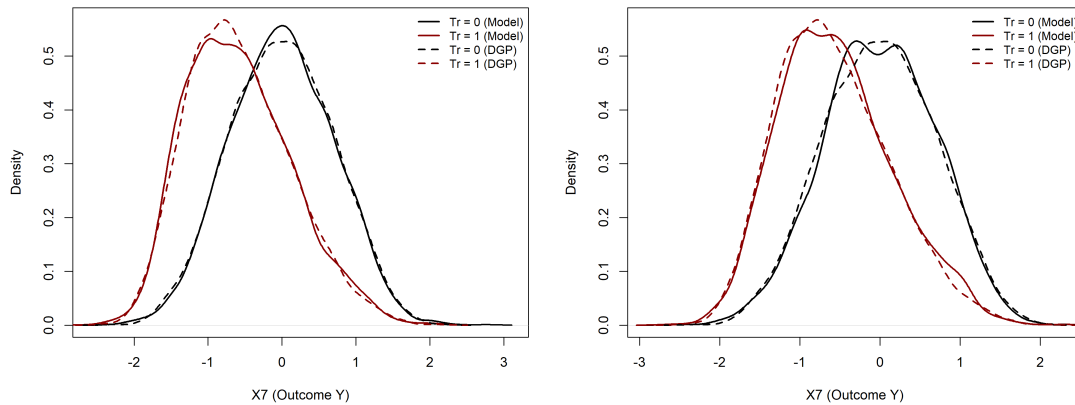 Tr = 0 (Model)
Tr = 1 (Model)
Tr = 0 (DGP)
Tr = 1 (DGP)
Density
0.0
0.1
0.2
0.3
0.4
0.5
-2
-1
0
1
2
3
X7 (Outcome Y)
Tr = 0 (Model)
Tr = 1 (Model)
Tr = 0 (DGP)
Tr = 1 (DGP)
Density
0.0
0.1
0.2
0.3
0.4
0.5
-3
-2
-1
0
1
2
X7 (Outcome Y)